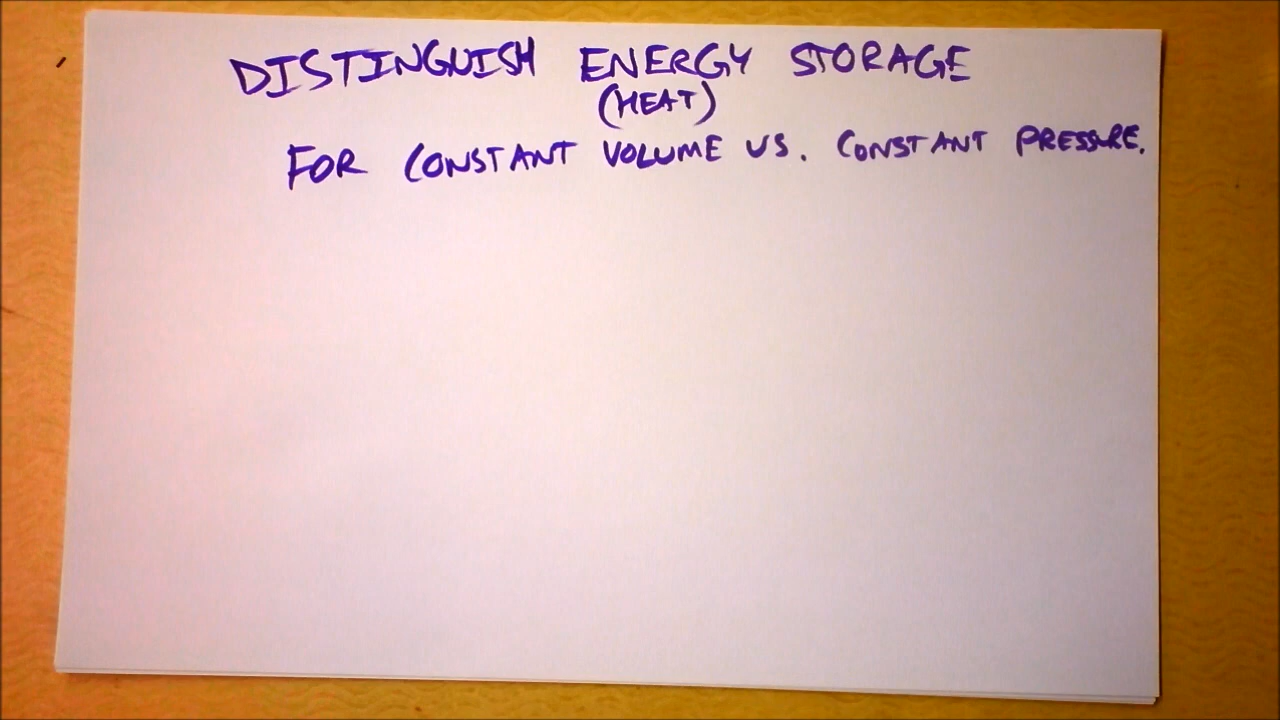 DISTINGUISH ENERGY STORAGE
(HEAT)
FOR CONSTANT VOLUME VS. CONSTANT PRESSURE.